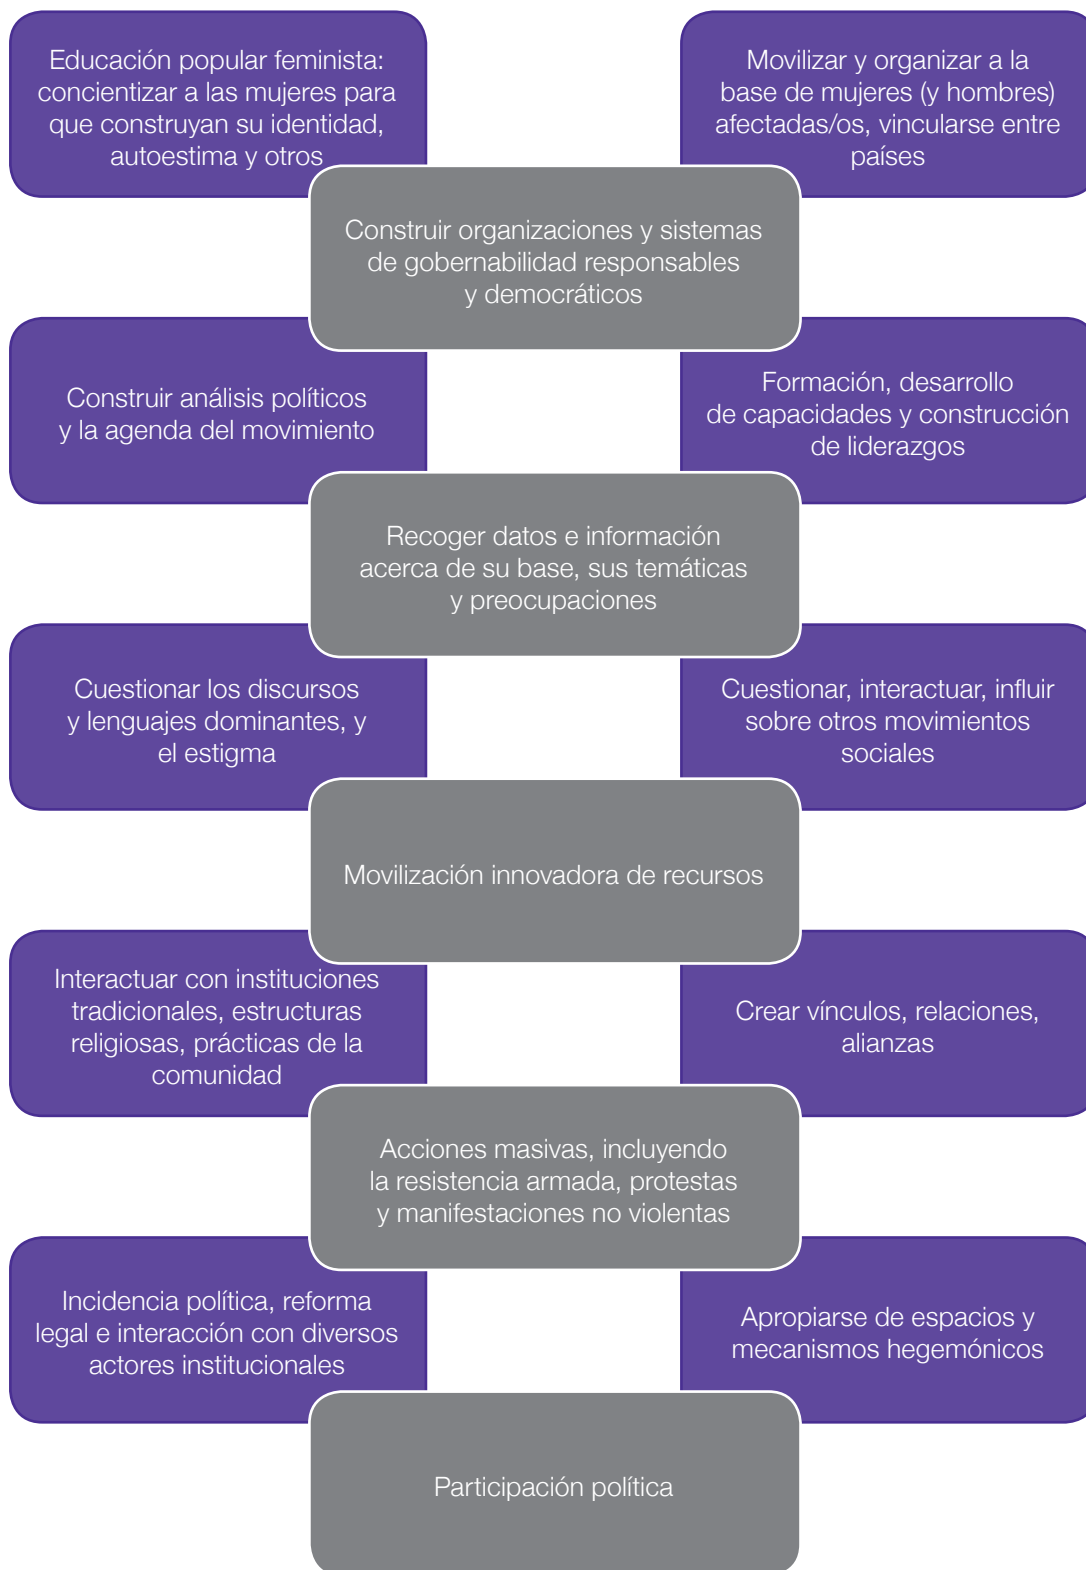 Educación popular feminista:
concientizar a las mujeres para
que construyan su identidad,
autoestima y otros
Movilizar y organizar a la
base de mujeres (y hombres)
afectadas/os, vincularse entre
países
Construir organizaciones y sistemas
de gobernabilidad responsables
y democráticos
Construir análisis políticos
y la agenda del movimiento
Formación, desarrollo
de capacidades y construcción
de liderazgos
Recoger datos e información
acerca de su base, sus temáticas
y preocupaciones
Cuestionar los discursos
y lenguajes dominantes, y
el estigma
Cuestionar, interactuar, influir
sobre otros movimientos
sociales
Movilización innovadora de recursos
Interactuar con instituciones
tradicionales, estructuras
religiosas, prácticas de la
comunidad
Crear vínculos, relaciones,
alianzas
Acciones masivas, incluyendo
la resistencia armada, protestas
y manifestaciones no violentas
Incidencia política, reforma
legal e interacción con diversos
actores institucionales
Apropiarse de espacios y
mecanismos hegemónicos
Participación política